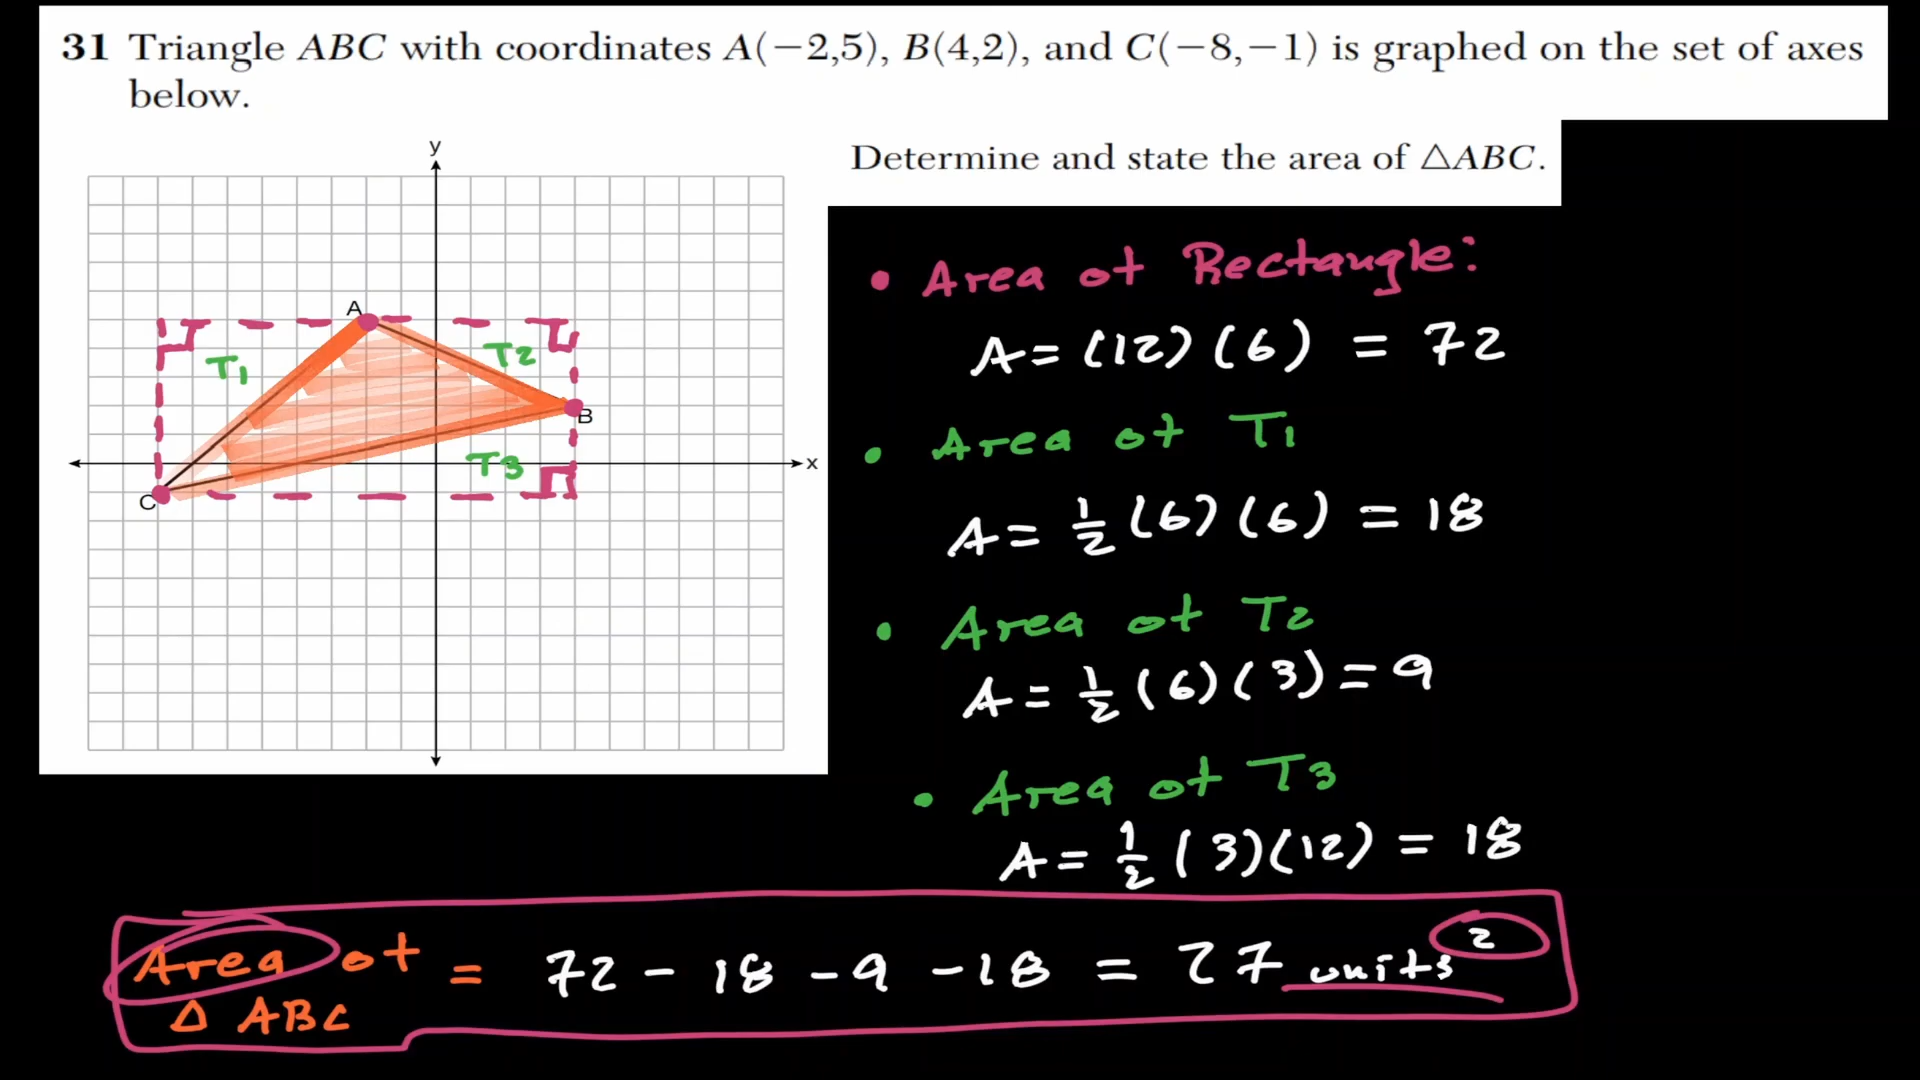 31 Triangle ABC with coordinates A(−2,5), B(4,2), and C(−8,−1) is graphed on the set of axes
below.
Determine and state the area of △ABC.
y
A
T1
T2
B
T3
x
C
• Area of Rectangle:
A = (12)(6) = 72
• Area of T1
A = 1/2 (6)(6) = 18
• Area of T2
A = 1/2 (6)(3) = 9
• Area of T3
A = 1/2 (3)(12) = 18
Area of = 72 − 18 − 9 − 18 = 27 units²
△ ABC